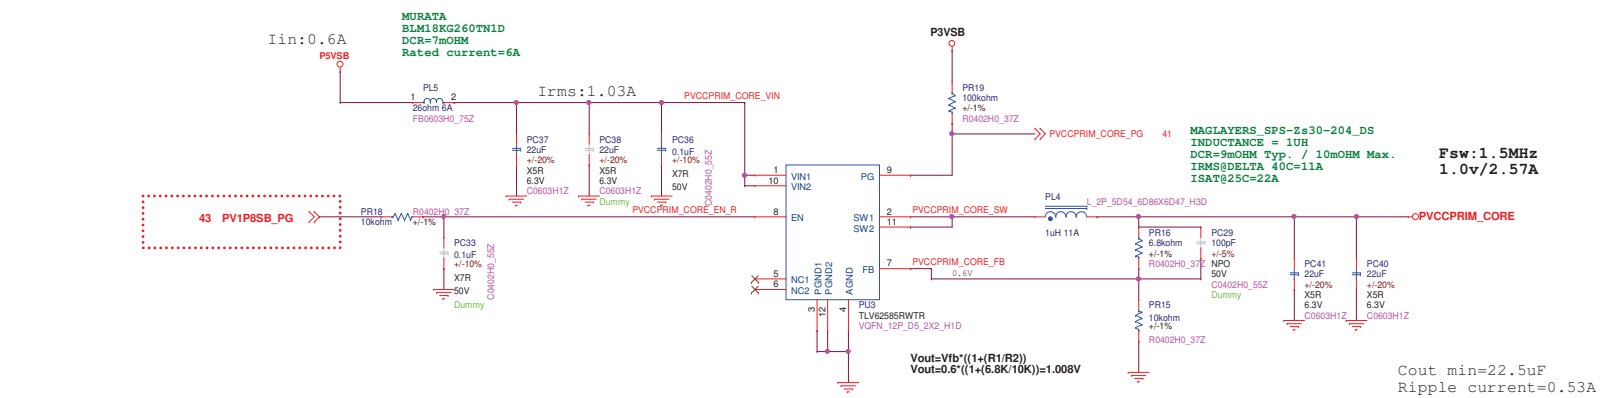 MURATA
BLM18KG260TN1D
DCR=7mOHM
Rated current=6A
Iin:0.6A
P5VSB
PL5
1 2
26ohm 6A
FB0603H0_75Z
Irms:1.03A
PVCCPRIM_CORE_VIN
PC37
22uF
+/-20%
X5R
6.3V
C0603H1Z
PC38
22uF
+/-20%
X5R
6.3V
C0603H1Z
Dummy
PC36
0.1uF
+/-10%
X7R
50V
C0402H0_55Z
P3VSB
PR19
100kohm
+/-1%
R0402H0_37Z
PVCCPRIM_CORE_PG 41
MAGLAYERS_SPS-Zs30-204_DS
INDUCTANCE = 1UH
DCR=9mOHM Typ. / 10mOHM Max.
IRMS@DELTA 40C=11A
ISAT@25C=22A
Fsw:1.5MHz
1.0v/2.57A
43 PV1P8SB_PG
PR18
10kohm
R0402H0_37Z
+/-1%
PVCCPRIM_CORE_EN_R
PC33
0.1uF
+/-10%
X7R
50V
Dummy
C0402H0_55Z
1 VIN1
10 VIN2
8 EN
5 NC1
6 NC2
PG 9
SW1 2
SW2 11
FB 7
PGND1
PGND2
AGND
3
12
4
PU3
TLV62585RWTR
VQFN_12P_D5_2X2_H1D
PVCCPRIM_CORE_SW
PL4
L_2P_5D54_6D86X6D47_H3D
1uH 11A
PVCCPRIM_CORE
PVCCPRIM_CORE_FB
0.6V
PR16
6.8kohm
+/-1%
R0402H0_37Z
PC29
100pF
+/-5%
NPO
50V
C0402H0_55Z
Dummy
PR15
10kohm
+/-1%
R0402H0_37Z
PC41
22uF
+/-20%
X5R
6.3V
C0603H1Z
PC40
22uF
+/-20%
X5R
6.3V
C0603H1Z
Vout=Vfb*((1+(R1/R2))
Vout=0.6*((1+(6.8K/10K))=1.008V
Cout min=22.5uF
Ripple current=0.53A